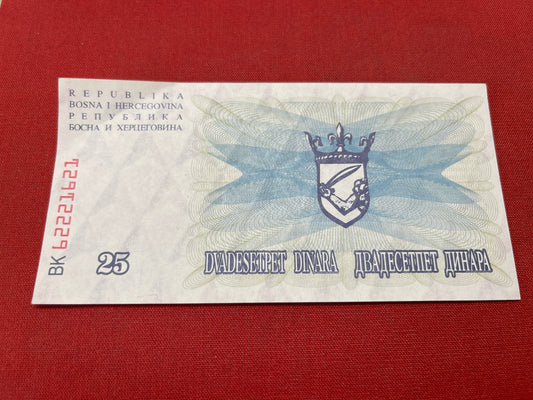 REPUBLIKA
BOSNA I HERCEGOVINA
РЕПУБЛИКА
БОСНА И ХЕРЦЕГОВИНА
BK 62221621
25
DVADESETPET DINARA
ДВАДЕСЕТПЕТ ДИНАРА